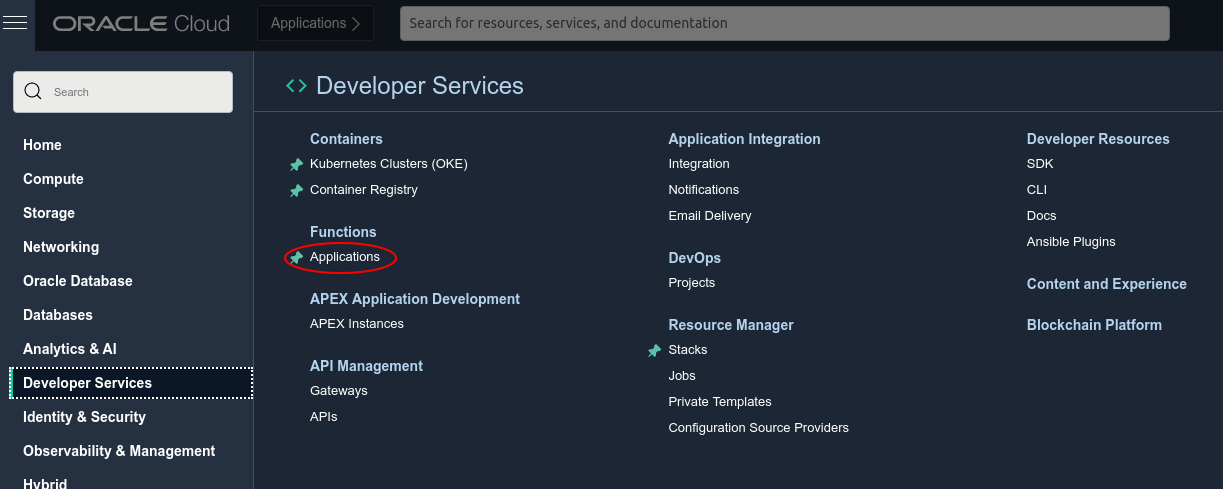 ORACLE Cloud
Applications
Search for resources, services, and documentation
Search
Home
Compute
Storage
Networking
Oracle Database
Databases
Analytics & AI
Developer Services
Identity & Security
Observability & Management
Hybrid
Developer Services
Containers
Kubernetes Clusters (OKE)
Container Registry
Functions
Applications
APEX Application Development
APEX Instances
API Management
Gateways
APIs
Application Integration
Integration
Notifications
Email Delivery
DevOps
Projects
Resource Manager
Stacks
Jobs
Private Templates
Configuration Source Providers
Developer Resources
SDK
CLI
Docs
Ansible Plugins
Content and Experience
Blockchain Platform